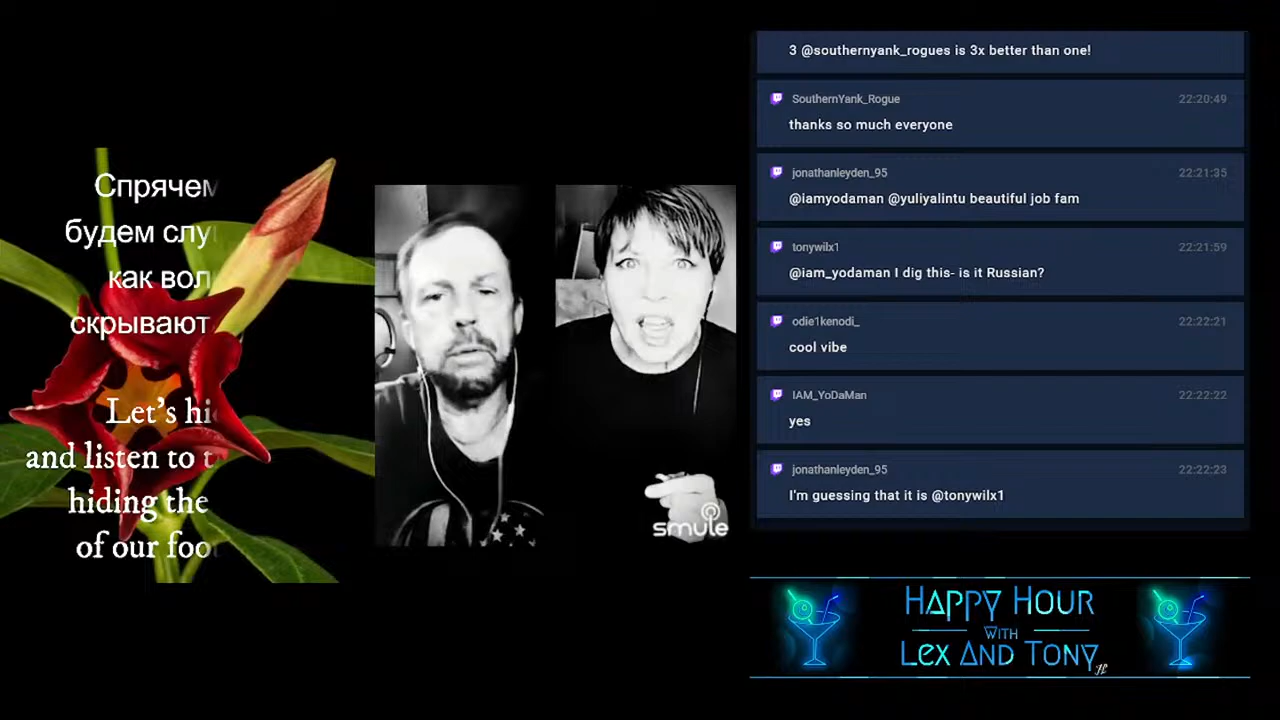 Спрячем
будем слу
как вол
скрывают
Let's hi
and listen to t
hiding the
of our foo
smule
3 @southernyank_rogues is 3x better than one!
SouthernYank_Rogue 22:20:49
thanks so much everyone
jonathanleyden_95 22:21:35
@Iamyodaman @yuliyalintu beautiful job fam
tonywilx1 22:21:59
@iam_yodaman I dig this- is it Russian?
odie1kenodi_ 22:22:21
cool vibe
IAM_YoDaMan 22:22:22
yes
jonathanleyden_95 22:22:23
I'm guessing that it is @tonywilx1
Happy Hour
with
Lex and Tony